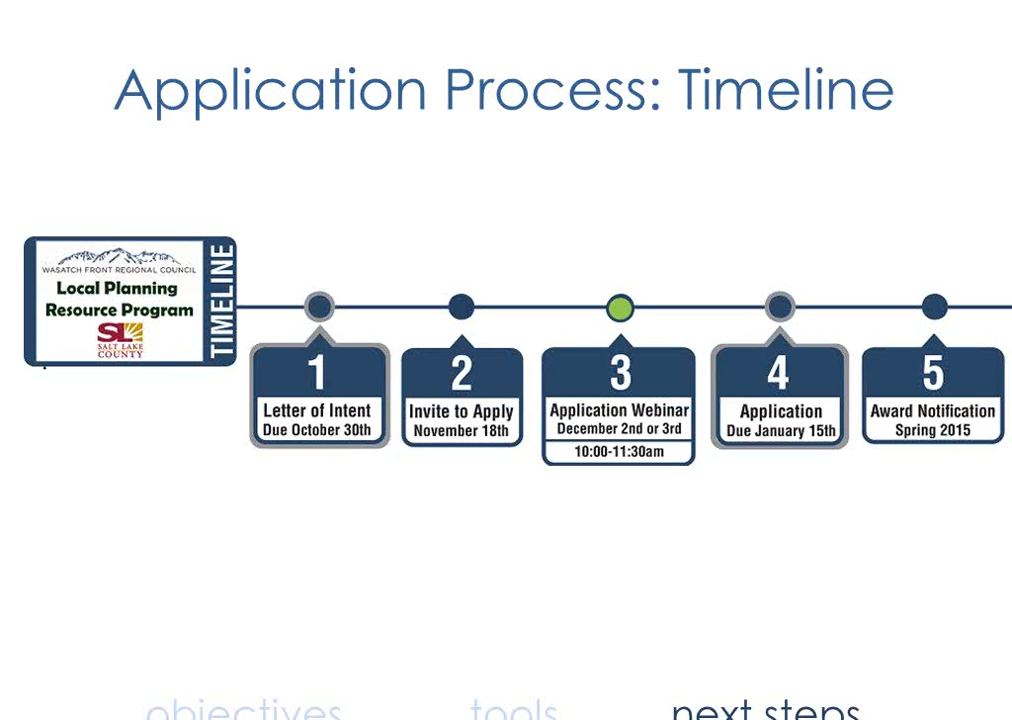 Application Process: Timeline
WASATCH FRONT REGIONAL COUNCIL
Local Planning
Resource Program
SL
SALT LAKE
COUNTY
TIMELINE
1
Letter of Intent
Due October 30th
2
Invite to Apply
November 18th
3
Application Webinar
December 2nd or 3rd
10:00-11:30am
4
Application
Due January 15th
5
Award Notification
Spring 2015
objectives tools next steps